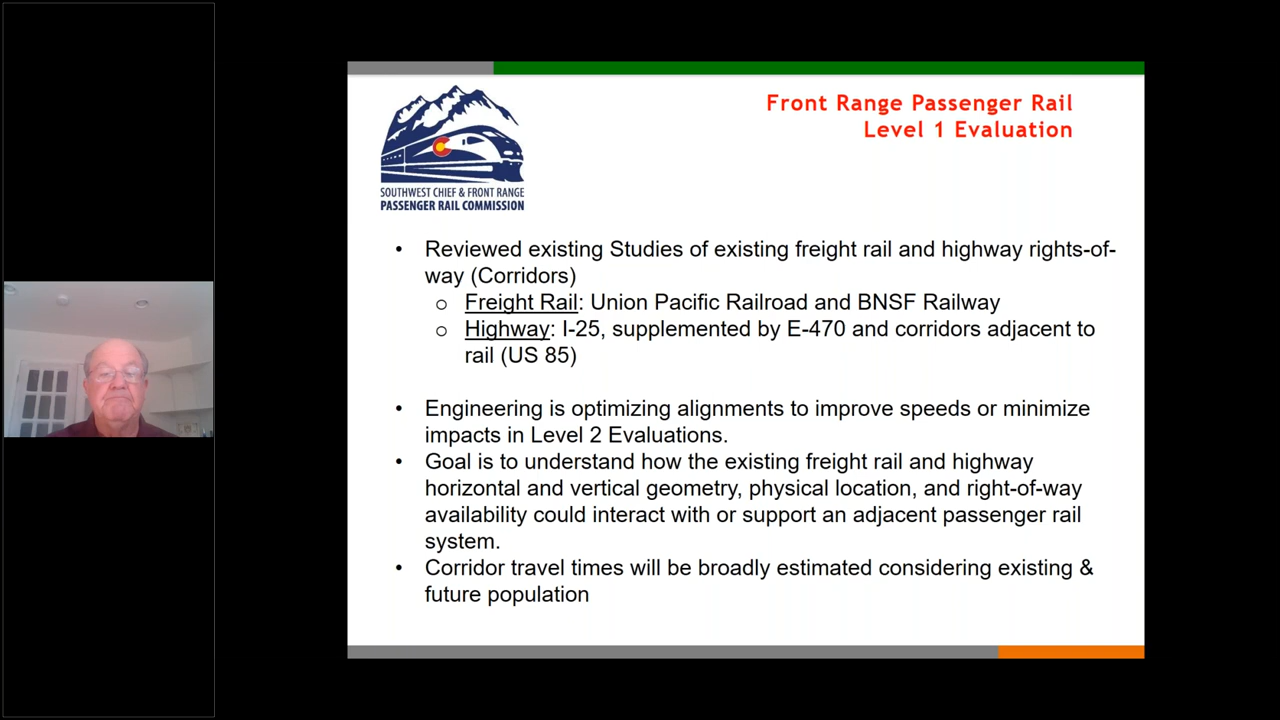 Front Range Passenger Rail
Level 1 Evaluation
SOUTHWEST CHIEF & FRONT RANGE
PASSENGER RAIL COMMISSION
• Reviewed existing Studies of existing freight rail and highway rights-of-
way (Corridors)
o Freight Rail: Union Pacific Railroad and BNSF Railway
o Highway: I-25, supplemented by E-470 and corridors adjacent to
rail (US 85)
• Engineering is optimizing alignments to improve speeds or minimize
impacts in Level 2 Evaluations.
• Goal is to understand how the existing freight rail and highway
horizontal and vertical geometry, physical location, and right-of-way
availability could interact with or support an adjacent passenger rail
system.
• Corridor travel times will be broadly estimated considering existing &
future population